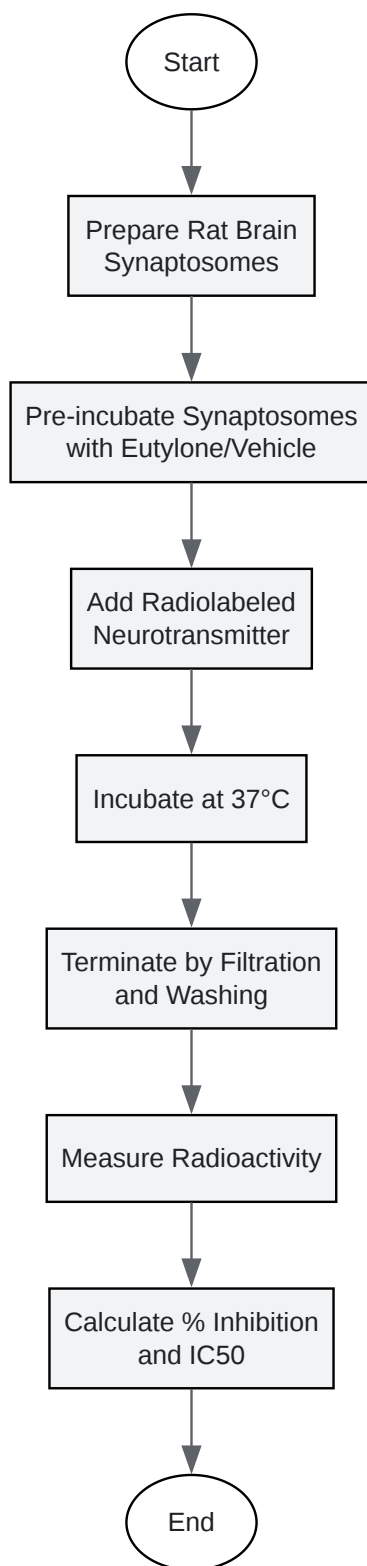 Start
Prepare Rat Brain
Synaptosomes
Pre-incubate Synaptosomes
with Eutylone/Vehicle
Add Radiolabeled
Neurotransmitter
Incubate at 37°C
Terminate by Filtration
and Washing
Measure Radioactivity
Calculate % Inhibition
and IC50
End